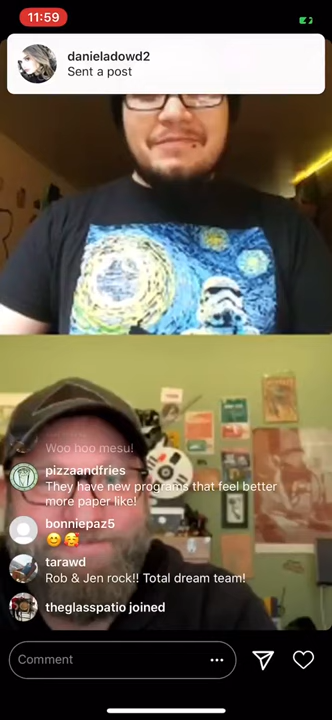 11:59
danieladowd2
Sent a post
Woo hoo mesu!
pizzaandfries
They have new programs that feel better
more paper like!
bonniepaz5
😊🥰
tarawd
Rob & Jen rock!! Total dream team!
theglasspatio joined
Comment